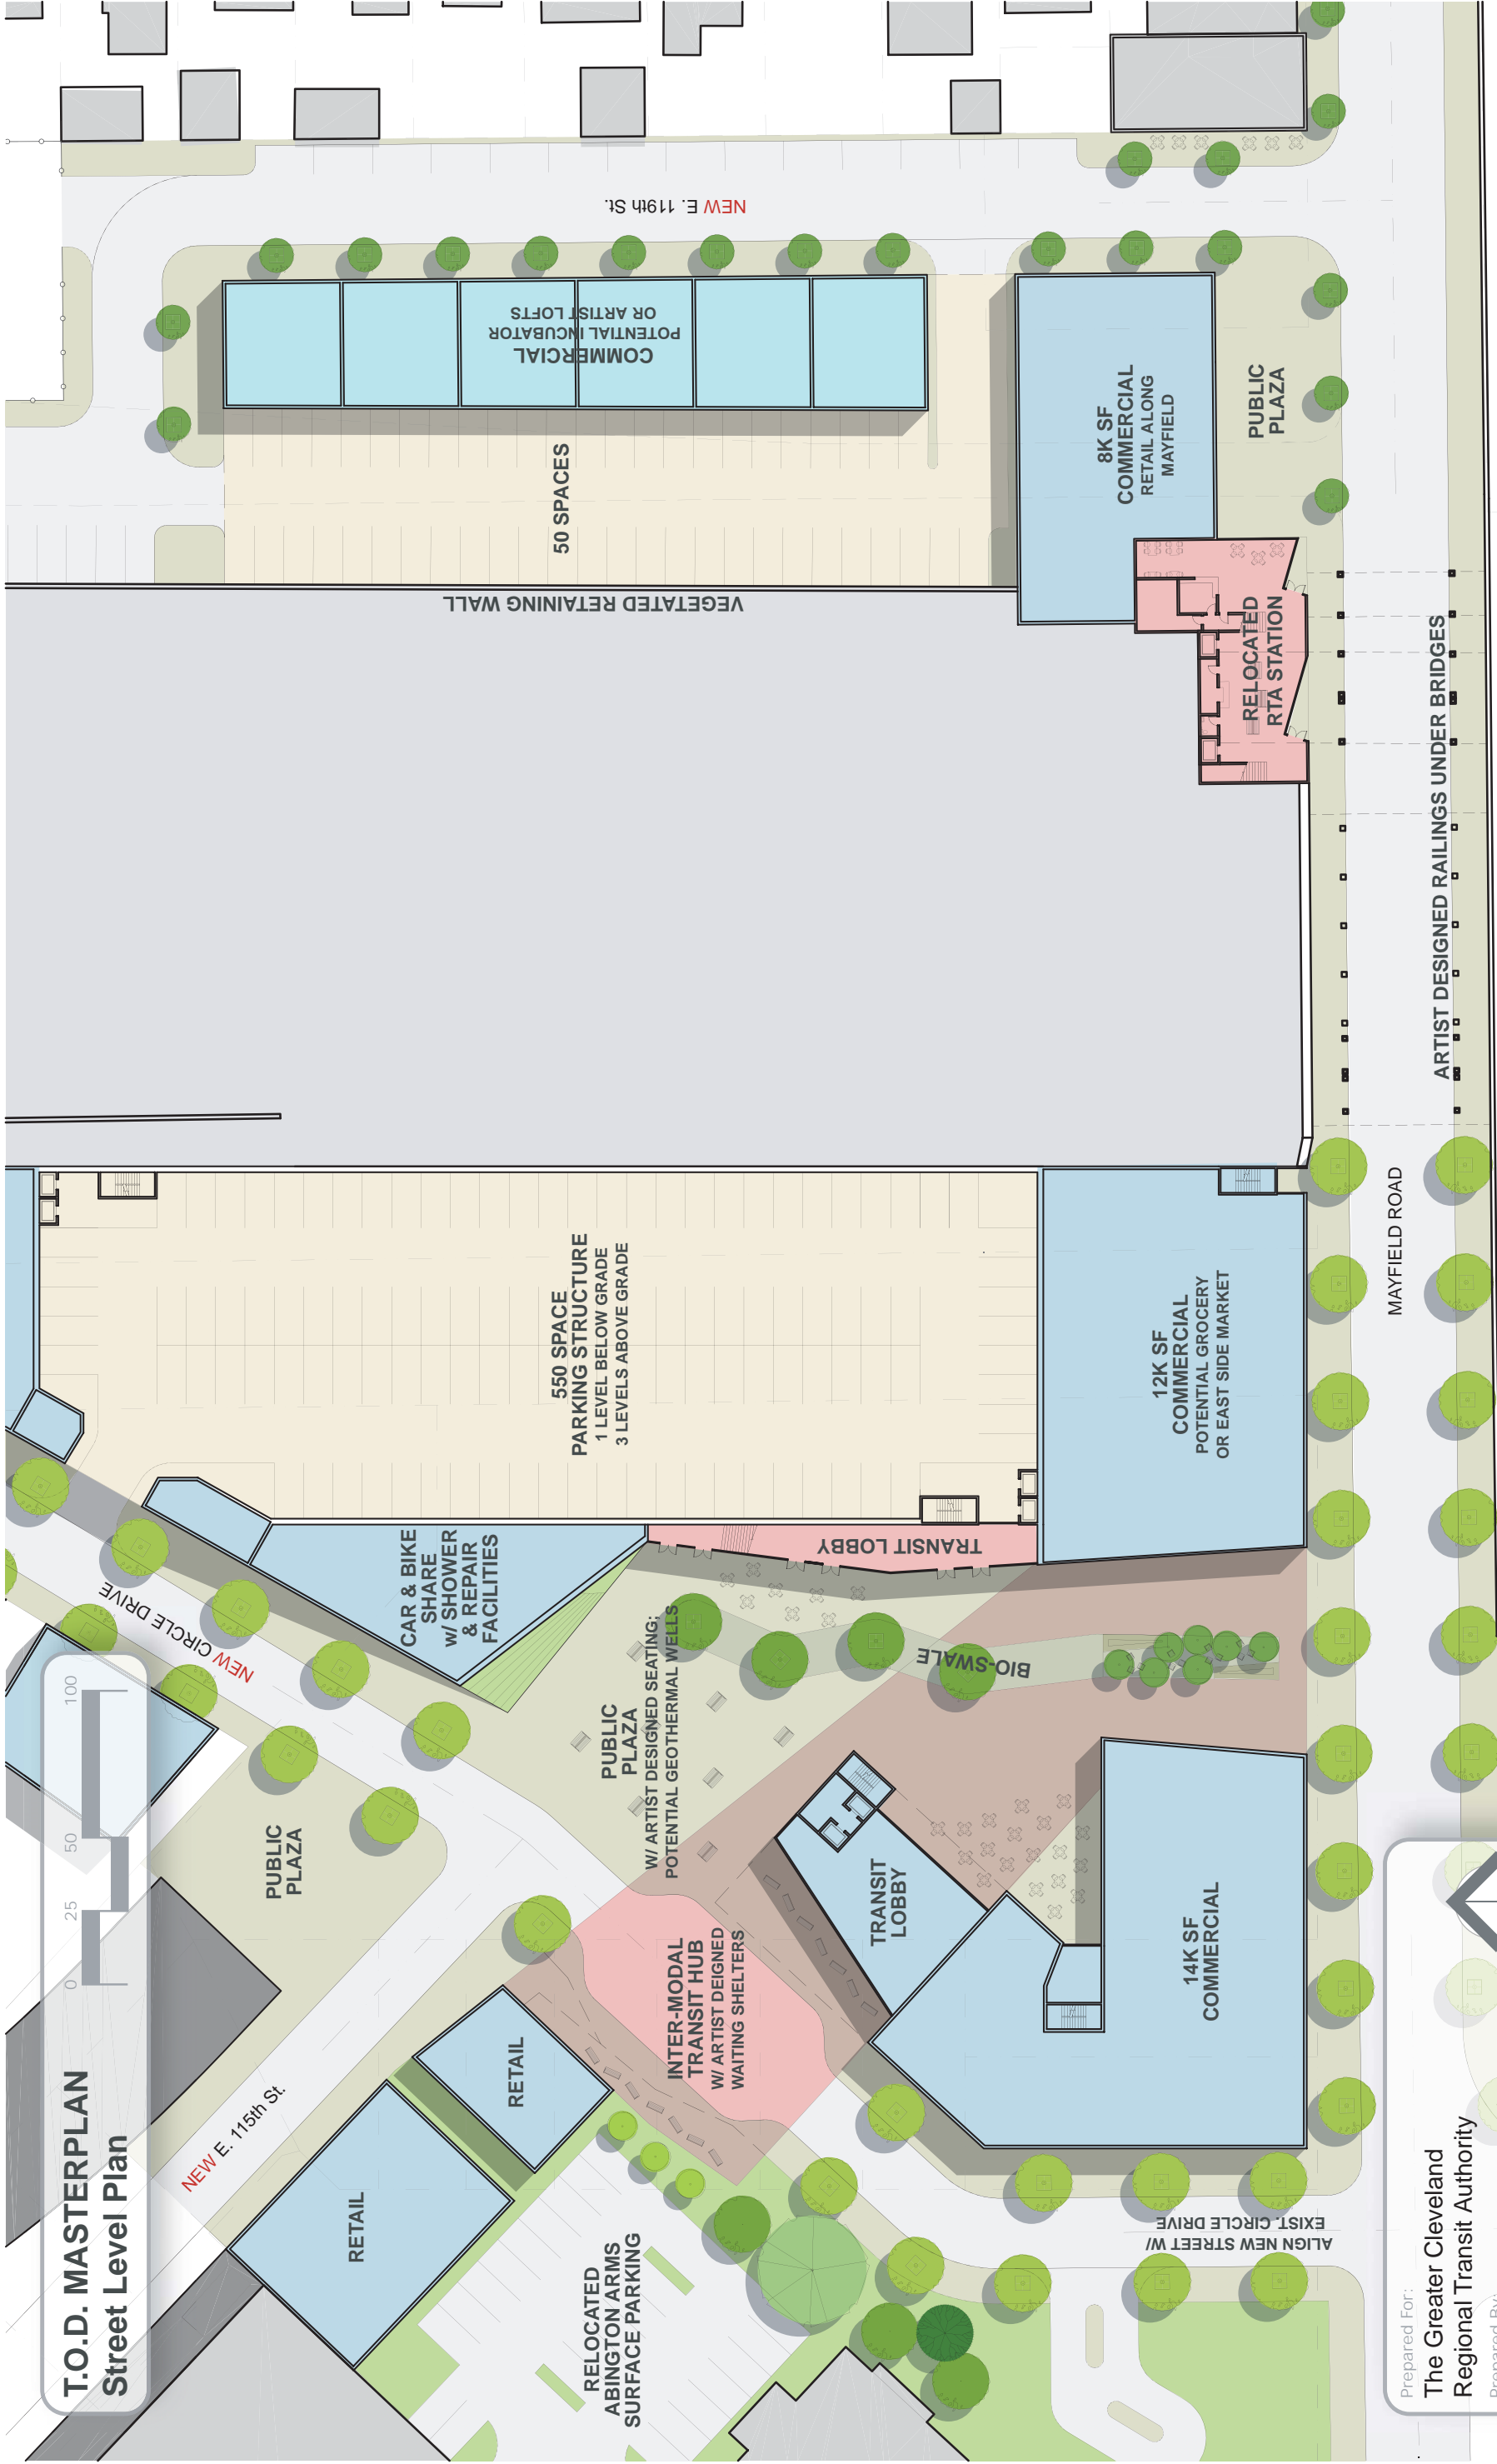 T.O.D. MASTERPLAN
Street Level Plan
0 25 50 100
NEW E. 115th St.
NEW CIRCLE DRIVE
NEW E. 119th St.
COMMERCIAL
POTENTIAL INCUBATOR
OR ARTIST LOFTS
50 SPACES
VEGETATED RETAINING WALL
8K SF
COMMERCIAL
RETAIL ALONG
MAYFIELD
PUBLIC
PLAZA
RELOCATED
RTA STATION
ARTIST DESIGNED RAILINGS UNDER BRIDGES
MAYFIELD ROAD
550 SPACE
PARKING STRUCTURE
1 LEVEL BELOW GRADE
3 LEVELS ABOVE GRADE
12K SF
COMMERCIAL
POTENTIAL GROCERY
OR EAST SIDE MARKET
CAR & BIKE
SHARE
w/ SHOWER
& REPAIR
FACILITIES
TRANSIT LOBBY
BIO-SWALE
PUBLIC
PLAZA
W/ ARTIST DESIGNED SEATING;
POTENTIAL GEOTHERMAL WELLS
PUBLIC
PLAZA
TRANSIT
LOBBY
14K SF
COMMERCIAL
INTER-MODAL
TRANSIT HUB
W/ ARTIST DEIGNED
WAITING SHELTERS
RETAIL
RETAIL
RELOCATED
ABINGTON ARMS
SURFACE PARKING
ALIGN NEW STREET W/
EXIST. CIRCLE DRIVE
Prepared For:
The Greater Cleveland
Regional Transit Authority
Prepared By: